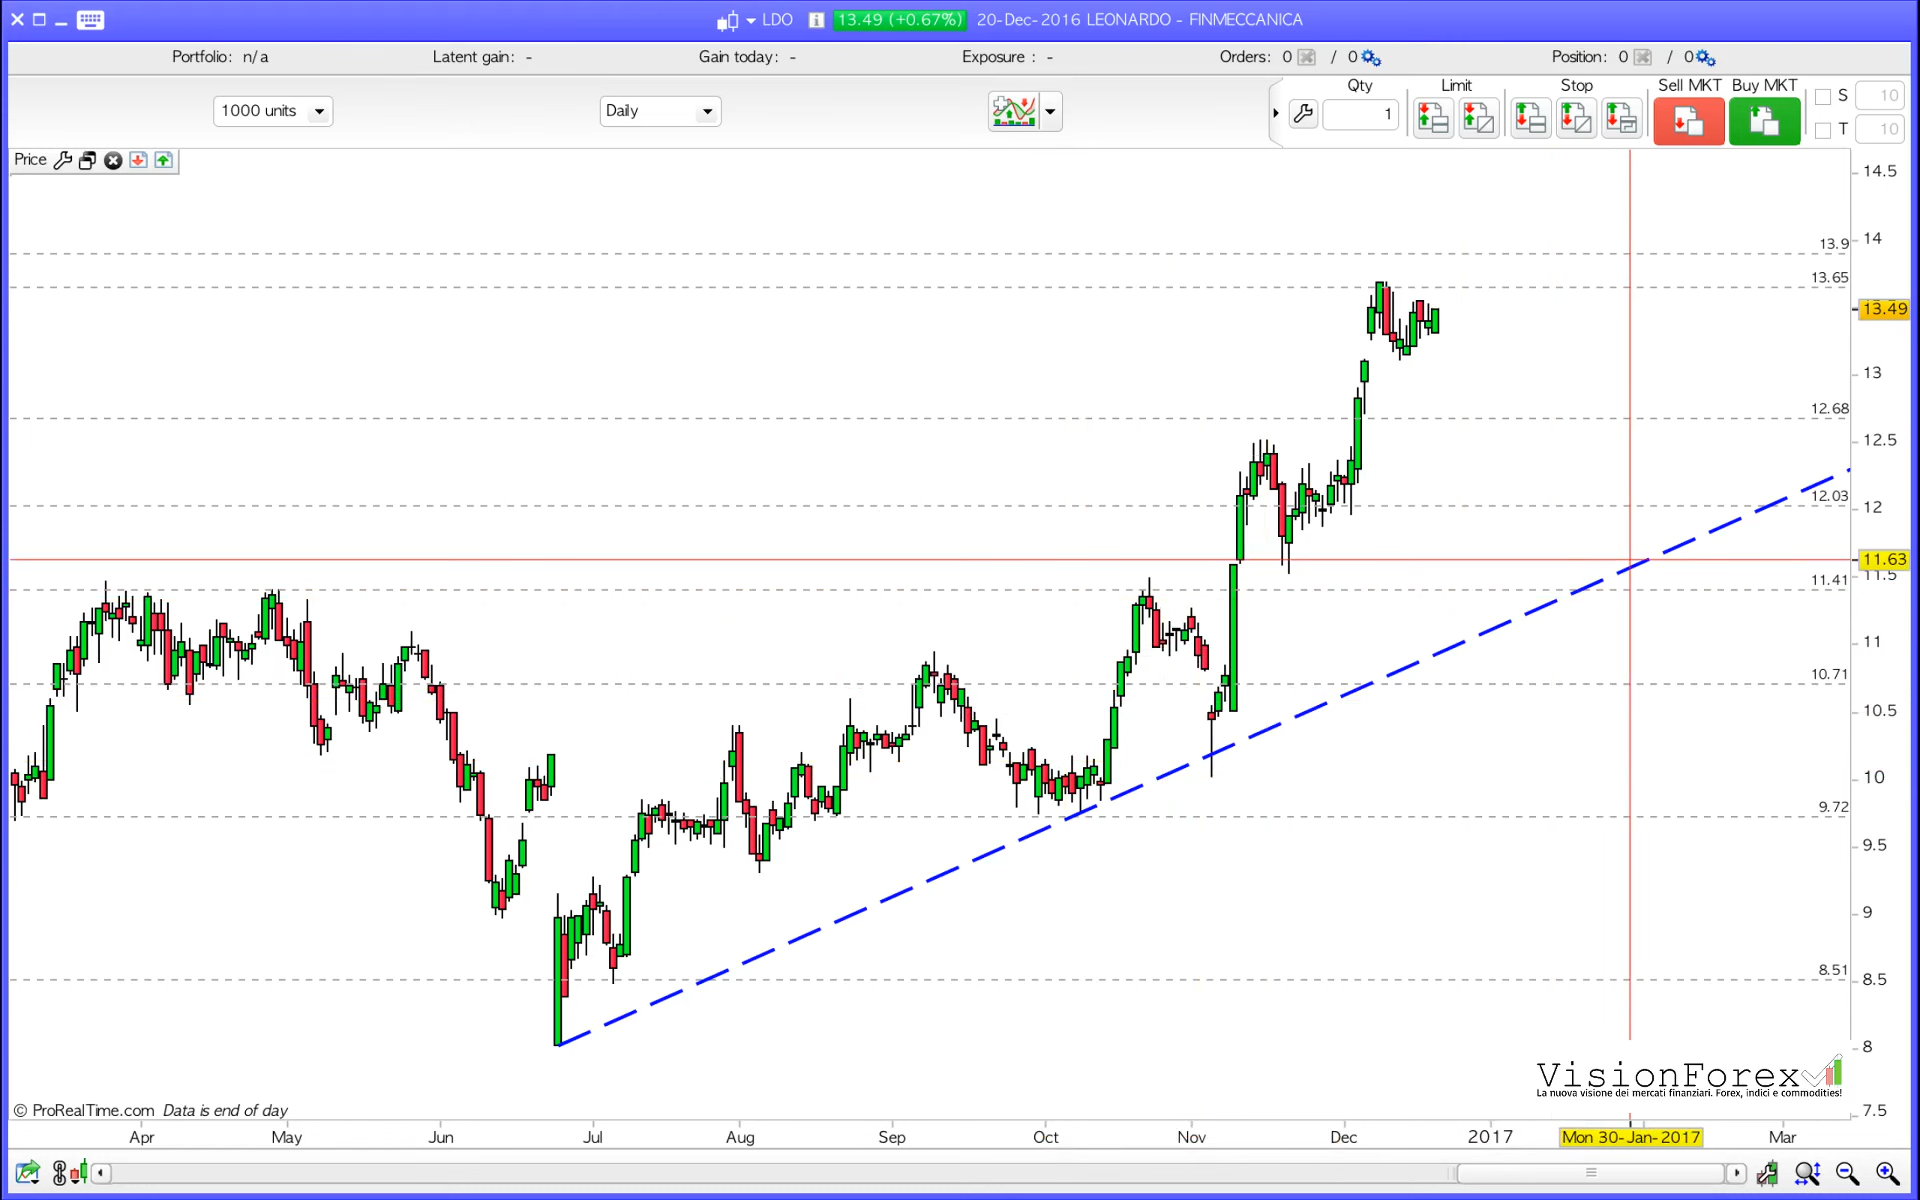 LDO 13.49 (+0.67%) 20-Dec-2016 LEONARDO - FINMECCANICA
Portfolio: n/a Latent gain: - Gain today: - Exposure : - Orders: 0 / 0 Position: 0 / 0
Qty Limit Stop Sell MKT Buy MKT
1000 units Daily 1 S 10
T 10
Price
14.5
13.9 14
13.65
13.49
13
12.68
12.5
12.03
12
11.63
11.5
11.41
11
10.71
10.5
10
9.72
9.5
9
8.51
8.5
8
VisionForex
La nuova visione dei mercati finanziari. Forex, indici e commodities!
© ProRealTime.com Data is end of day
7.5
Apr May Jun Jul Aug Sep Oct Nov Dec 2017 Mon 30-Jan-2017 Mar